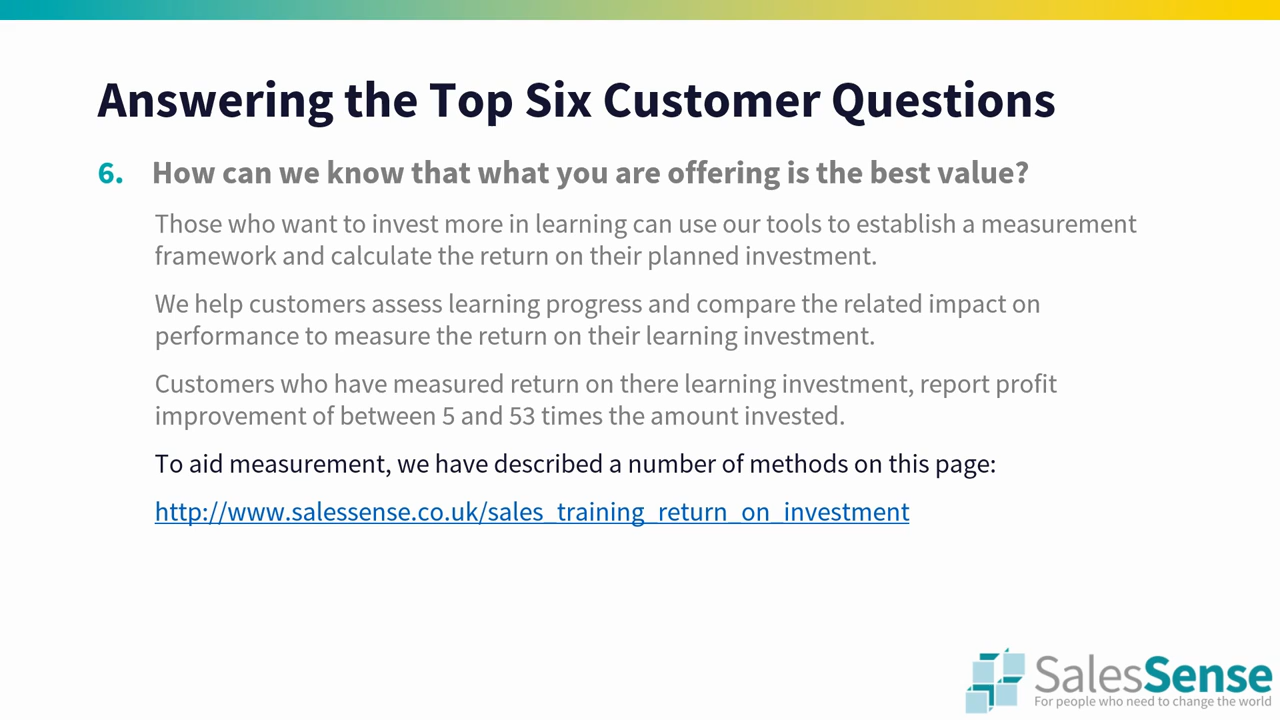 Answering the Top Six Customer Questions
6. How can we know that what you are offering is the best value?
Those who want to invest more in learning can use our tools to establish a measurement
framework and calculate the return on their planned investment.
We help customers assess learning progress and compare the related impact on
performance to measure the return on their learning investment.
Customers who have measured return on there learning investment, report profit
improvement of between 5 and 53 times the amount invested.
To aid measurement, we have described a number of methods on this page:
http://www.salessense.co.uk/sales_training_return_on_investment
SalesSense
For people who need to change the world